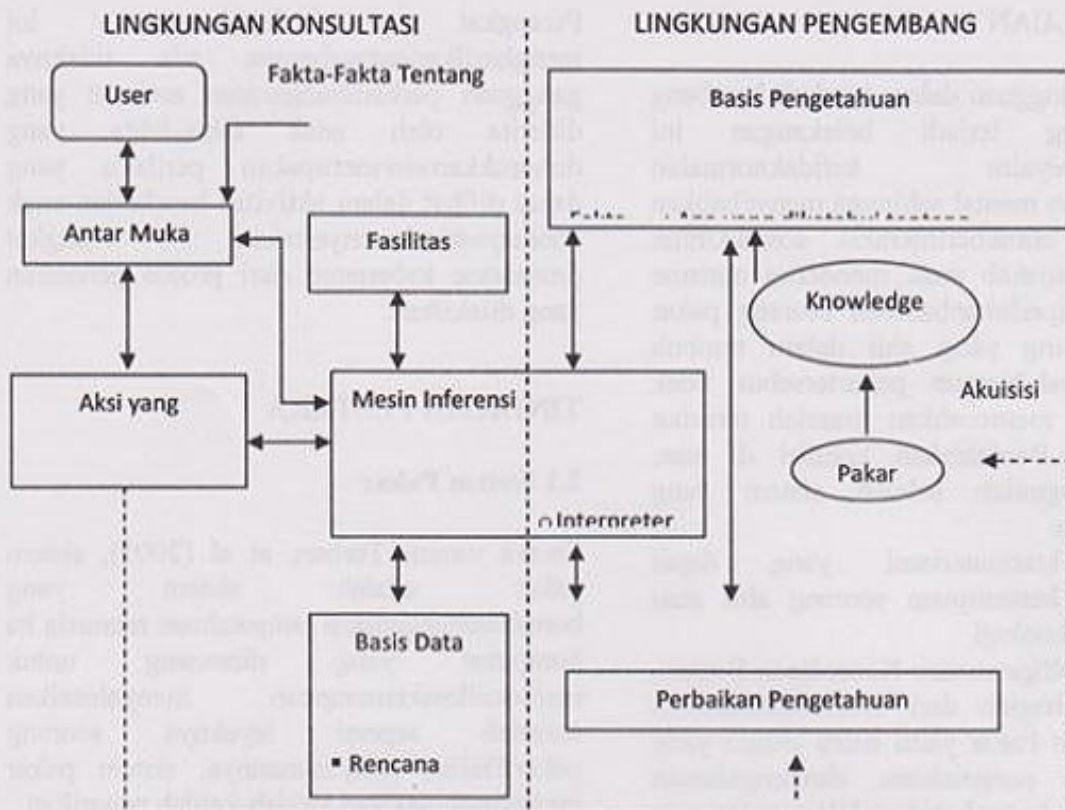 LINGKUNGAN KONSULTASI
LINGKUNGAN PENGEMBANG
User
Fakta-Fakta Tentang
Basis Pengetahuan
Antar Muka
Fasilitas
Knowledge
Aksi yang
Mesin Inferensi
Akuisisi
Pakar
Interpreter
Basis Data
Perbaikan Pengetahuan
▪ Rencana